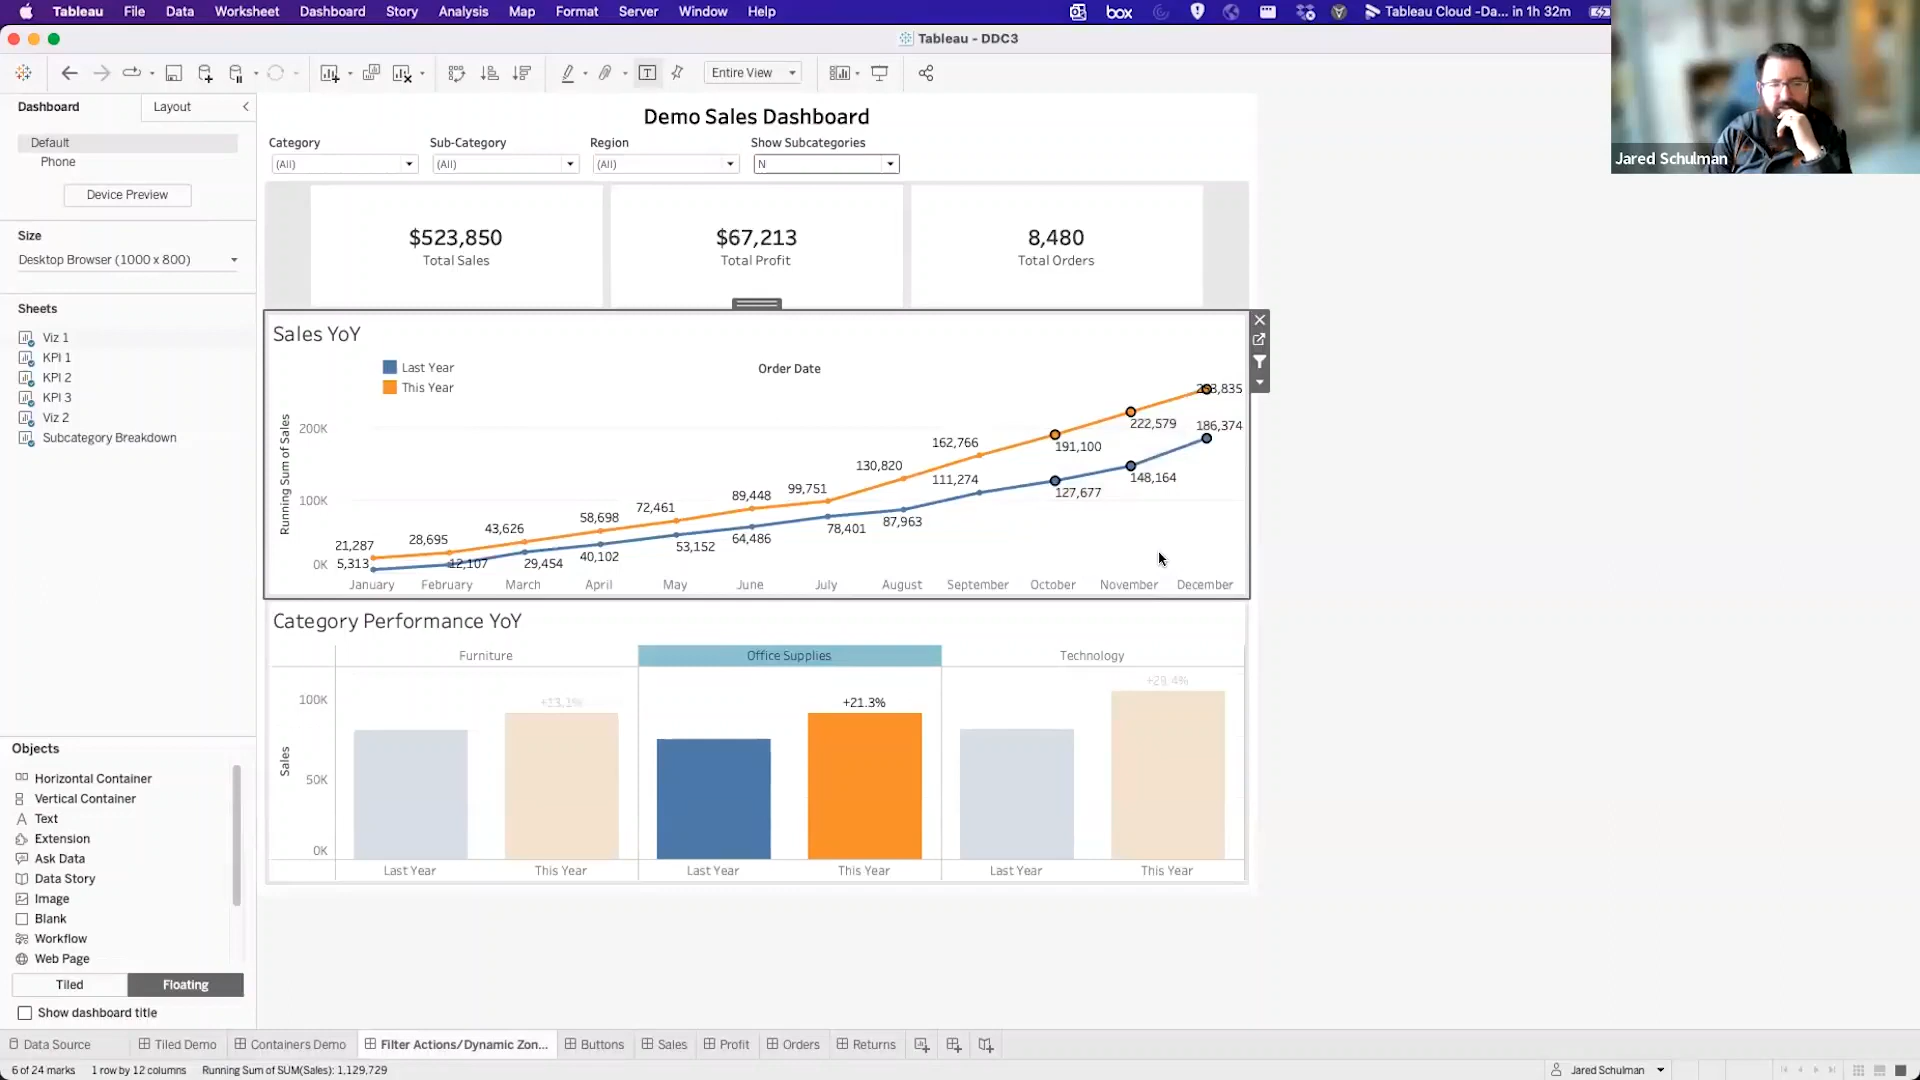 Tableau File Data Worksheet Dashboard Story Analysis Map Format Server Window Help box Tableau Cloud -Da... in 1h 32m
Tableau - DDC3
Entire View
Dashboard Layout
Default
Phone
Device Preview
Size
Desktop Browser (1000 x 800)
Sheets
Viz 1
KPI 1
KPI 2
KPI 3
Viz 2
Subcategory Breakdown
Objects
Horizontal Container
Vertical Container
Text
Extension
Ask Data
Data Story
Image
Blank
Workflow
Web Page
Tiled Floating
Show dashboard title
Demo Sales Dashboard
Category Sub-Category Region Show Subcategories
(All) (All) (All) N
$523,850 $67,213 8,480
Total Sales Total Profit Total Orders
Sales YoY
Last Year
This Year
Order Date
Running Sum of Sales
200K
100K
0K
21,287 28,695 43,626 58,698 72,461 89,448 99,751 130,820 162,766 191,100 222,579
5,313 12,107 29,454 40,102 53,152 64,486 78,401 87,963 111,274 127,677 148,164 186,374
January February March April May June July August September October November December
Category Performance YoY
Furniture Office Supplies Technology
Sales
100K
50K
0K
+13.1% +21.3% +29.4%
Last Year This Year Last Year This Year Last Year This Year
Jared Schulman
Data Source Tiled Demo Containers Demo Filter Actions/Dynamic Zon... Buttons Sales Profit Orders Returns
6 of 24 marks 1 row by 12 columns Running Sum of SUM(Sales): 1,129,729 Jared Schulman